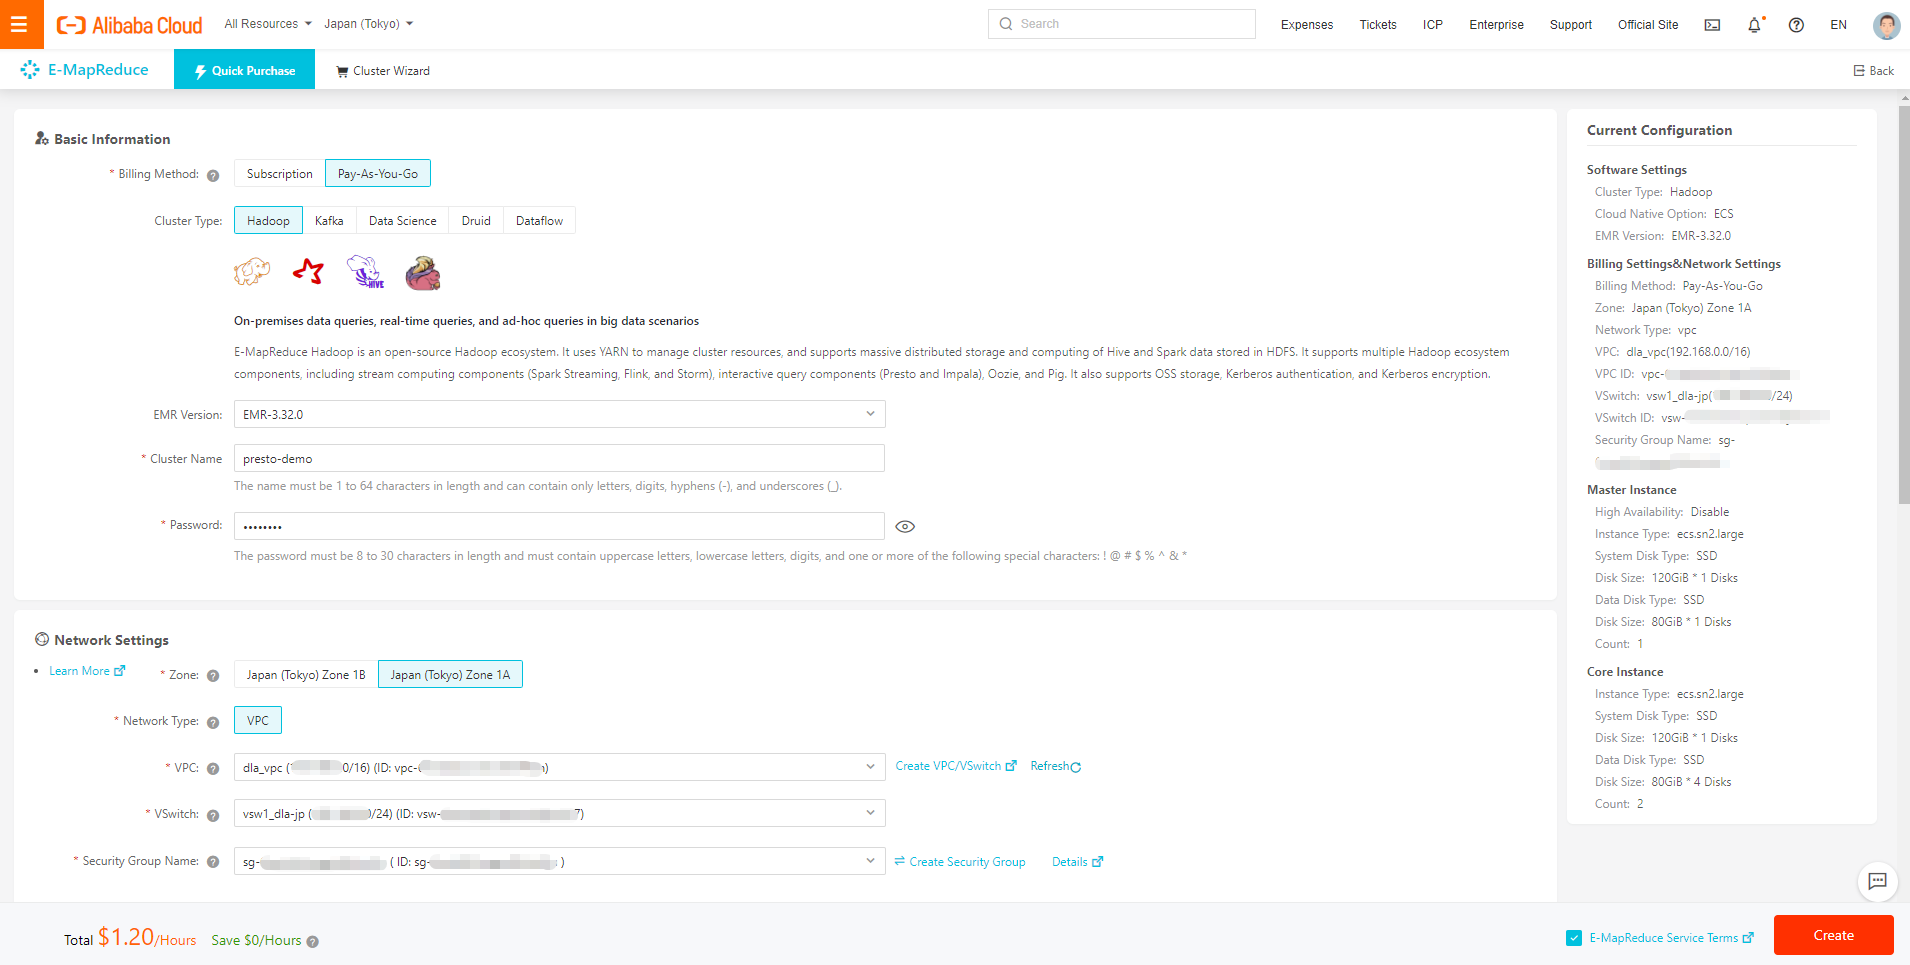 Alibaba Cloud All Resources Japan (Tokyo) Search Expenses Tickets ICP Enterprise Support Official Site EN
E-MapReduce Quick Purchase Cluster Wizard Back
Basic Information
* Billing Method: ? Subscription Pay-As-You-Go
Cluster Type: Hadoop Kafka Data Science Druid Dataflow
HIVE
On-premises data queries, real-time queries, and ad-hoc queries in big data scenarios
E-MapReduce Hadoop is an open-source Hadoop ecosystem. It uses YARN to manage cluster resources, and supports massive distributed storage and computing of Hive and Spark data stored in HDFS. It supports multiple Hadoop ecosystem
components, including stream computing components (Spark Streaming, Flink, and Storm), interactive query components (Presto and Impala), Oozie, and Pig. It also supports OSS storage, Kerberos authentication, and Kerberos encryption.
EMR Version: EMR-3.32.0
* Cluster Name presto-demo
The name must be 1 to 64 characters in length and can contain only letters, digits, hyphens (-), and underscores (_).
* Password: ••••••••
The password must be 8 to 30 characters in length and must contain uppercase letters, lowercase letters, digits, and one or more of the following special characters: ! @ # $ % ^ & *
Network Settings
• Learn More * Zone: ? Japan (Tokyo) Zone 1B Japan (Tokyo) Zone 1A
* Network Type: ? VPC
* VPC: ? dla_vpc ( 0/16) (ID: vpc- ) Create VPC/VSwitch Refresh
* VSwitch: ? vsw1_dla-jp ( /24) (ID: vsw- 7)
* Security Group Name: ? sg- ( ID: sg- ) Create Security Group Details
Current Configuration
Software Settings
Cluster Type: Hadoop
Cloud Native Option: ECS
EMR Version: EMR-3.32.0
Billing Settings&Network Settings
Billing Method: Pay-As-You-Go
Zone: Japan (Tokyo) Zone 1A
Network Type: vpc
VPC: dla_vpc(192.168.0.0/16)
VPC ID: vpc-
VSwitch: vsw1_dla-jp( /24)
VSwitch ID: vsw-
Security Group Name: sg-
Master Instance
High Availability: Disable
Instance Type: ecs.sn2.large
System Disk Type: SSD
Disk Size: 120GiB * 1 Disks
Data Disk Type: SSD
Disk Size: 80GiB * 1 Disks
Count: 1
Core Instance
Instance Type: ecs.sn2.large
System Disk Type: SSD
Disk Size: 120GiB * 1 Disks
Data Disk Type: SSD
Disk Size: 80GiB * 4 Disks
Count: 2
Total $1.20/Hours Save $0/Hours ? E-MapReduce Service Terms Create